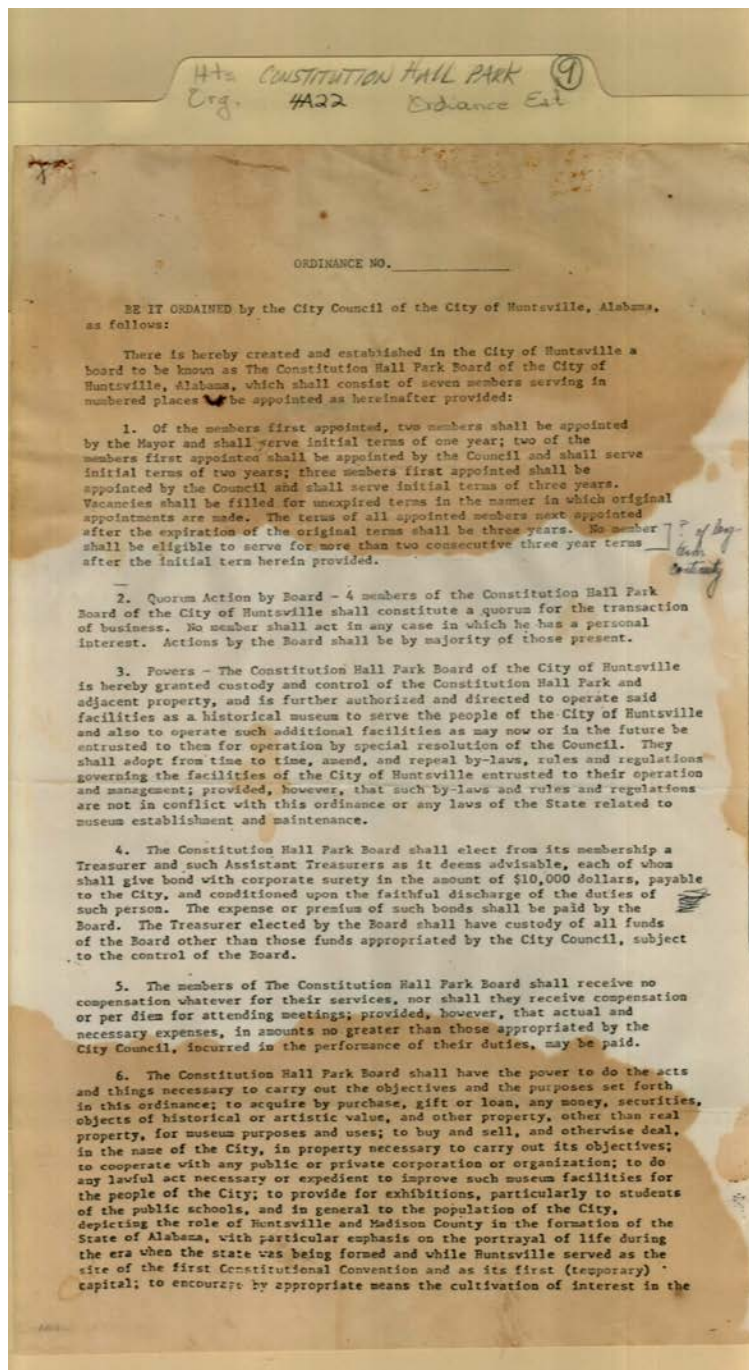 Hts CONSTITUTION HALL PARK 9
Org. 4A22 Ordiance Est
ORDINANCE NO.
BE IT ORDAINED by the City Council of the City of Huntsville, Alabama,
as follows:
There is hereby created and established in the City of Huntsville a
board to be known as The Constitution Hall Park Board of the City of
Huntsville, Alabama, which shall consist of seven members serving in
numbered places be appointed as hereinafter provided:
1. Of the members first appointed, two members shall be appointed
by the Mayor and shall serve initial terms of one year; two of the
members first appointed shall be appointed by the Council and shall serve
initial terms of two years; three members first appointed shall be
appointed by the Council and shall serve initial terms of three years.
Vacancies shall be filled for unexpired terms in the manner in which original
appointments are made. The terms of all appointed members next appointed
after the expiration of the original terms shall be three years. No member
shall be eligible to serve for more than two consecutive three year terms
after the initial term herein provided.
? of long
term
continuity
2. Quorum Action by Board - 4 members of the Constitution Hall Park
Board of the City of Huntsville shall constitute a quorum for the transaction
of business. No member shall act in any case in which he has a personal
interest. Actions by the Board shall be by majority of those present.
3. Powers - The Constitution Hall Park Board of the City of Huntsville
is hereby granted custody and control of the Constitution Hall Park and
adjacent property, and is further authorized and directed to operate said
facilities as a historical museum to serve the people of the City of Huntsville
and also to operate such additional facilities as may now or in the future be
entrusted to them for operation by special resolution of the Council. They
shall adopt from time to time, amend, and repeal by-laws, rules and regulations
governing the facilities of the City of Huntsville entrusted to their operation
and management; provided, however, that such by-laws and rules and regulations
are not in conflict with this ordinance or any laws of the State related to
museum establishment and maintenance.
4. The Constitution Hall Park Board shall elect from its membership a
Treasurer and such Assistant Treasurers as it deems advisable, each of whom
shall give bond with corporate surety in the amount of $10,000 dollars, payable
to the City, and conditioned upon the faithful discharge of the duties of
such person. The expense or premium of such bonds shall be paid by the
Board. The Treasurer elected by the Board shall have custody of all funds
of the Board other than those funds appropriated by the City Council, subject
to the control of the Board.
5. The members of The Constitution Hall Park Board shall receive no
compensation whatever for their services, nor shall they receive compensation
or per diem for attending meetings; provided, however, that actual and
necessary expenses, in amounts no greater than those appropriated by the
City Council, incurred in the performance of their duties, may be paid.
6. The Constitution Hall Park Board shall have the power to do the acts
and things necessary to carry out the objectives and the purposes set forth
in this ordinance; to acquire by purchase, gift or loan, any money, securities,
objects of historical or artistic value, and other property, other than real
property, for museum purposes and uses; to buy and sell, and otherwise deal,
in the name of the City, in property necessary to carry out its objectives;
to cooperate with any public or private corporation or organization; to do
any lawful act necessary or expedient to improve such museum facilities for
the people of the City; to provide for exhibitions, particularly to students
of the public schools, and in general to the population of the City,
depicting the role of Huntsville and Madison County in the formation of the
State of Alabama, with particular emphasis on the portrayal of life during
the era when the state was being formed and while Huntsville served as the
site of the first Constitutional Convention and as its first (temporary)
capital; to encourage by appropriate means the cultivation of interest in the